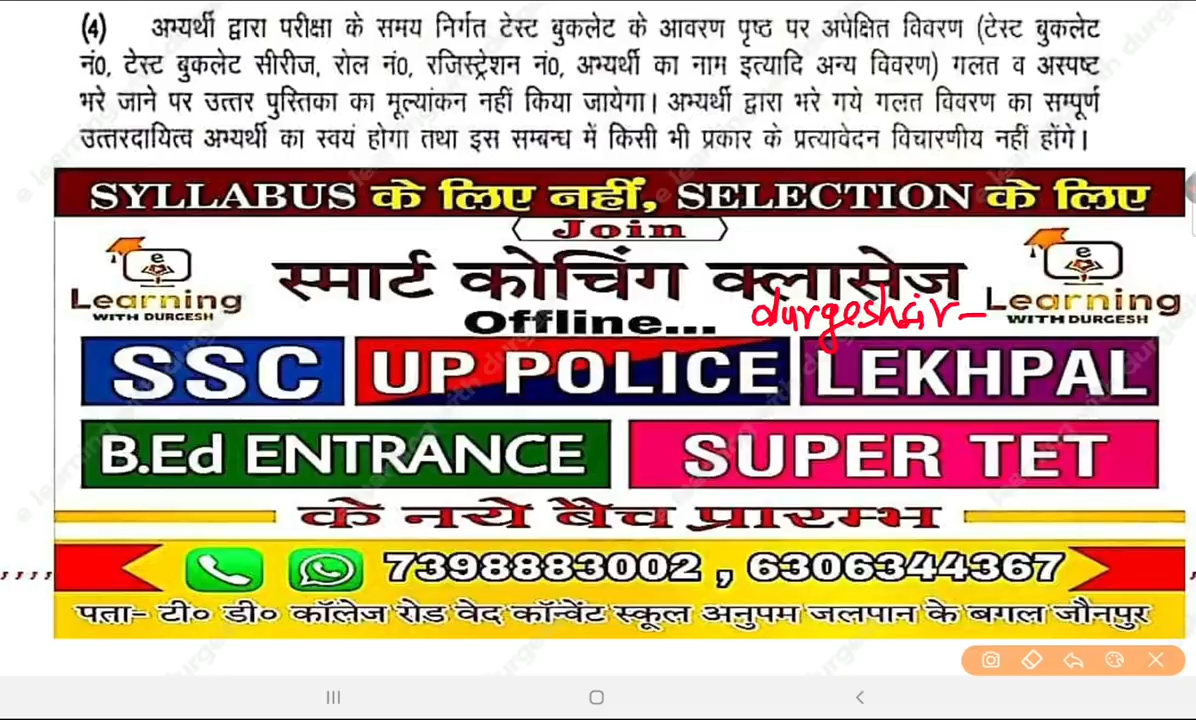 (4) अभ्यर्थी द्वारा परीक्षा के समय निर्गत टेस्ट बुकलेट के आवरण पृष्ठ पर अपेक्षित विवरण (टेस्ट बुकलेट
नं0, टेस्ट बुकलेट सीरीज, रोल नं0, रजिस्ट्रेशन नं0, अभ्यर्थी का नाम इत्यादि अन्य विवरण) गलत व अस्पष्ट
भरे जाने पर उत्तर पुस्तिका का मूल्यांकन नहीं किया जायेगा। अभ्यर्थी द्वारा भरे गये गलत विवरण का सम्पूर्ण
उत्तरदायित्व अभ्यर्थी का स्वयं होगा तथा इस सम्बन्ध में किसी भी प्रकार के प्रत्यावेदन विचारणीय नहीं होंगे।
SYLLABUS के लिए नहीं, SELECTION के लिए
Join
e Learning WITH DURGESH
स्मार्ट कोचिंग क्लासेज
e Learning WITH DURGESH
Offline...
durgeshsir-
SSC UP POLICE LEKHPAL
B.Ed ENTRANCE SUPER TET
के नये बैच प्रारम्भ
7398883002 , 6306344367
पता- टी० डी० कॉलेज रोड वेद कॉन्वेंट स्कूल अनुपम जलपान के बगल जौनपुर